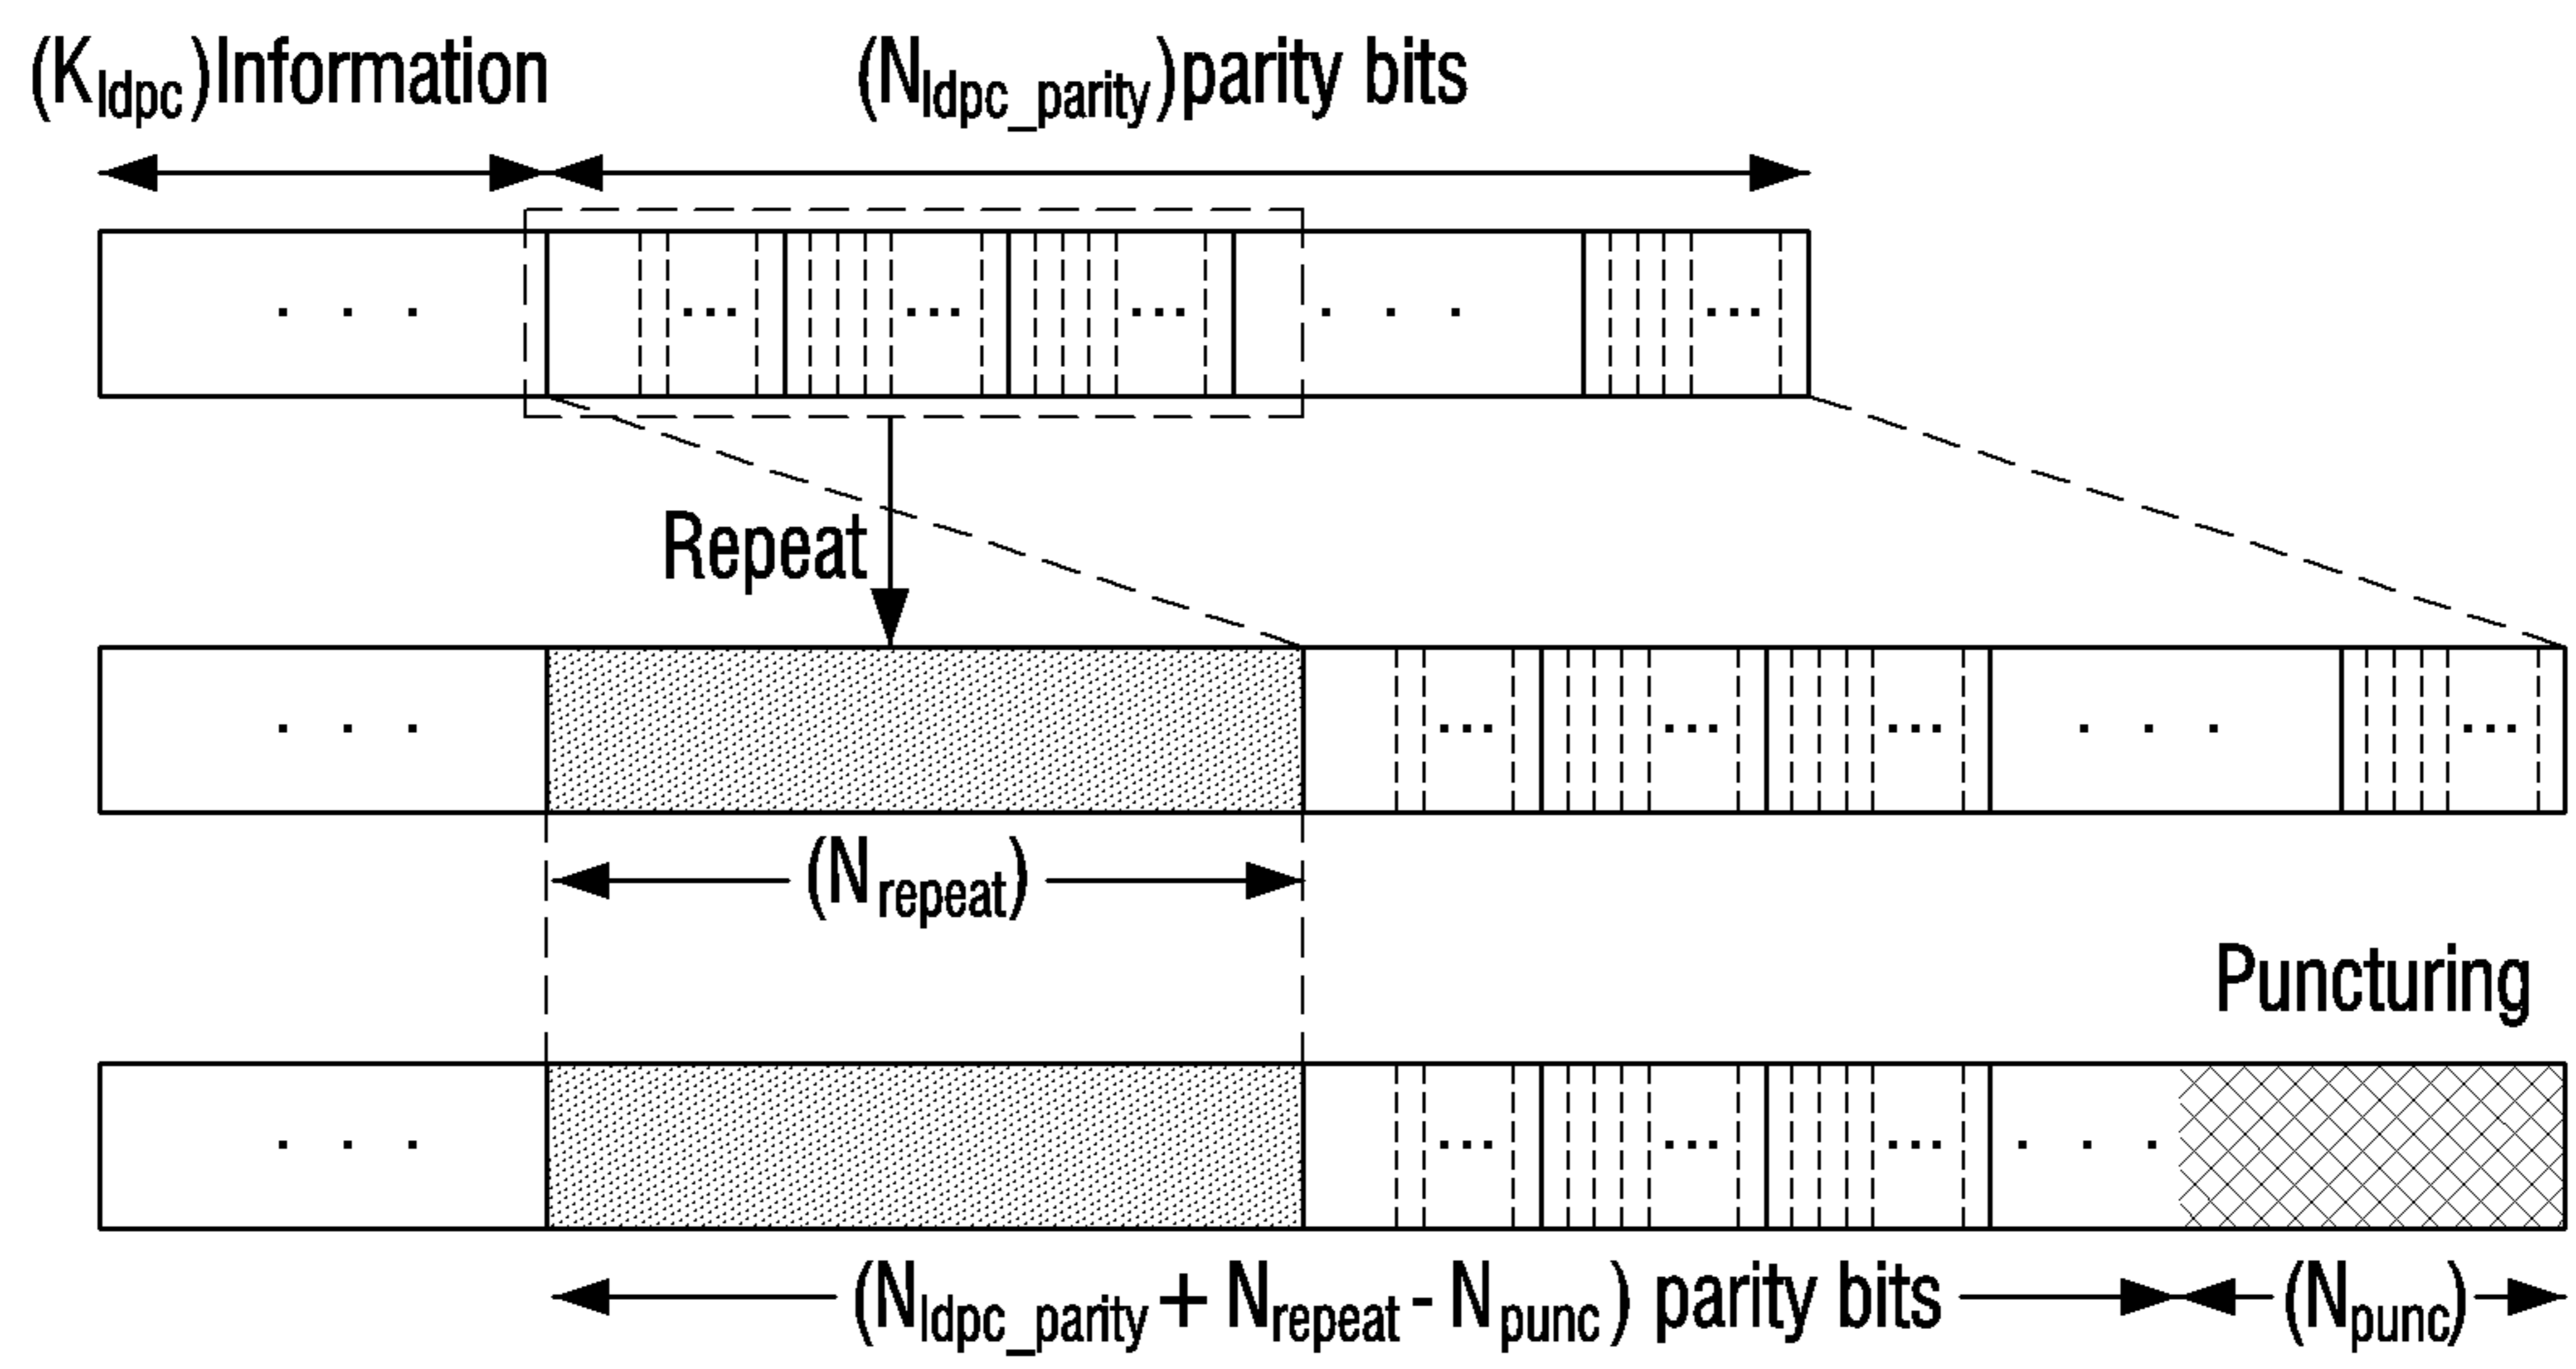 (Kldpc)Information
(Nldpc_parity)parity bits
Repeat
(Nrepeat)
Puncturing
(Nldpc_parity + Nrepeat - Npunc) parity bits
(Npunc)